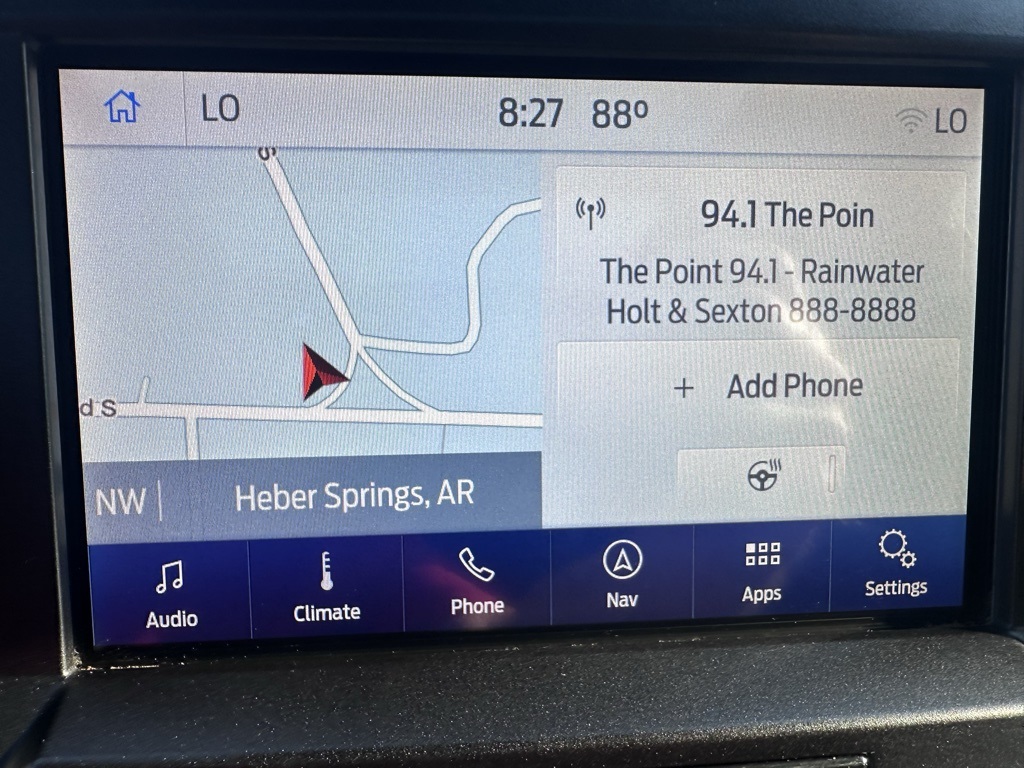 LO 8:27 88º LO
94.1 The Poin
The Point 94.1 - Rainwater
Holt & Sexton 888-8888
+ Add Phone
d S
NW | Heber Springs, AR
Audio Climate Phone Nav Apps Settings